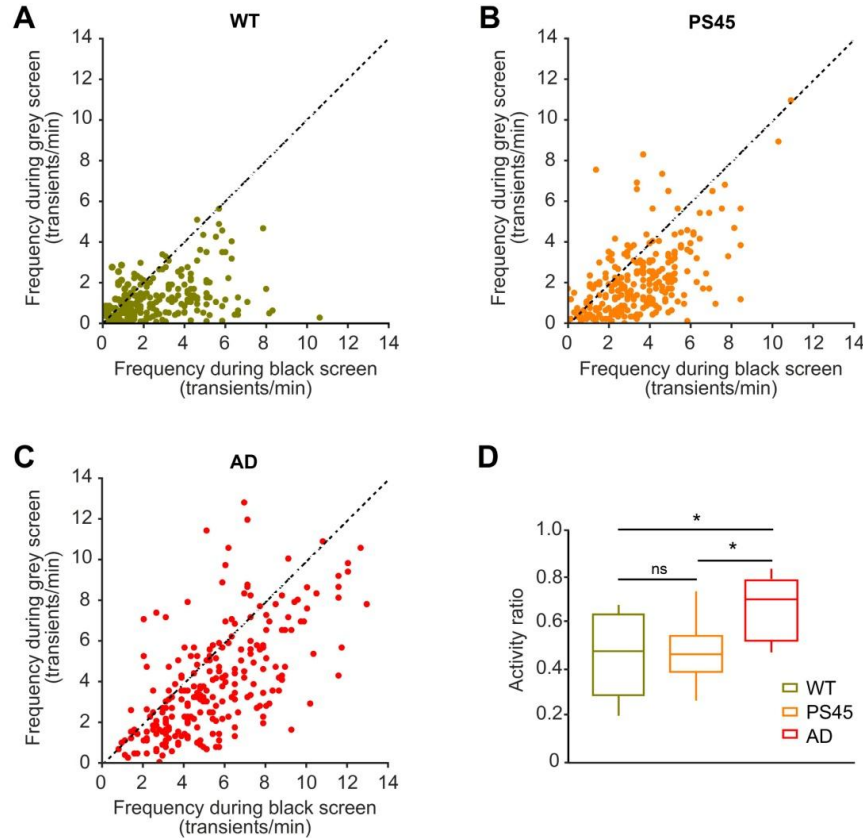 A
WT
Frequency during grey screen
(transients/min)
14
12
10
8
6
4
2
0
0 2 4 6 8 10 12 14
Frequency during black screen
(transients/min)
B
PS45
Frequency during grey screen
(transients/min)
14
12
10
8
6
4
2
0
0 2 4 6 8 10 12 14
Frequency during black screen
(transients/min)
C
AD
Frequency during grey screen
(transients/min)
14
12
10
8
6
4
2
0
0 2 4 6 8 10 12 14
Frequency during black screen
(transients/min)
D
Activity ratio
1.0
0.8
0.6
0.4
0.2
0
*
*
ns
WT
PS45
AD